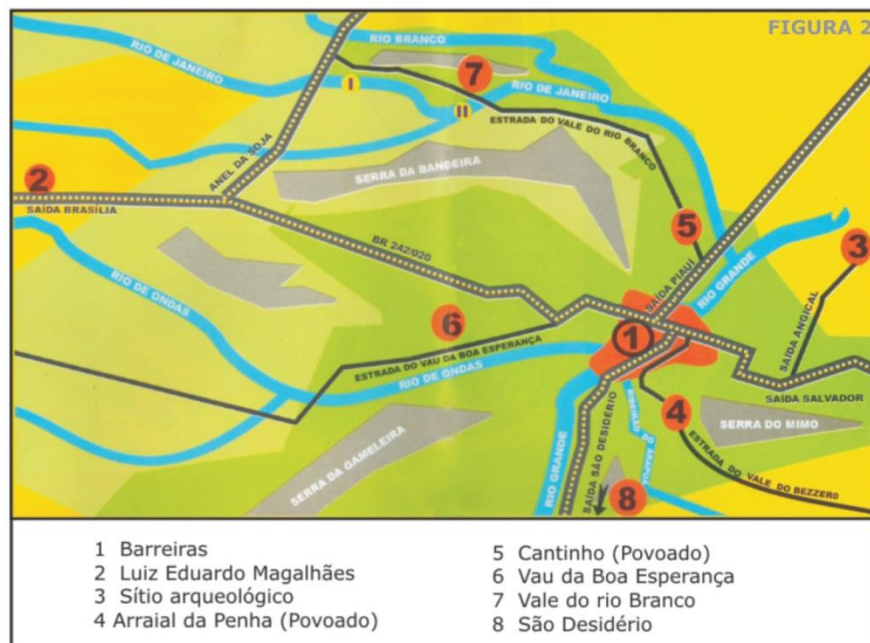 FIGURA 2
RIO BRANCO
RIO DE JANEIRO
7
I
RIO DE JANEIRO
II
ESTRADA DO VALE DO RIO BRANCO
ANEL DA SOJA
SERRA DA BANDEIRA
2
SAÍDA BRASÍLIA
5
3
BR 242/020
SAÍDA PIAUÍ
RIO GRANDE
RIO DE ONDAS
6
1
SAÍDA ANGICAL
ESTRADA DO VAU DA BOA ESPERANÇA
RIO DE ONDAS
SAÍDA SALVADOR
4
SERRA DO MIMO
RIBEIRÃO DO ARAPUÁ
SERRA DA GAMELEIRA
RIO GRANDE
SAÍDA SÃO DESIDÉRIO
ESTRADA DO VALE DO BEZZERO
8
1 Barreiras
2 Luiz Eduardo Magalhães
3 Sítio arqueológico
4 Arraial da Penha (Povoado)
5 Cantinho (Povoado)
6 Vau da Boa Esperança
7 Vale do rio Branco
8 São Desidério